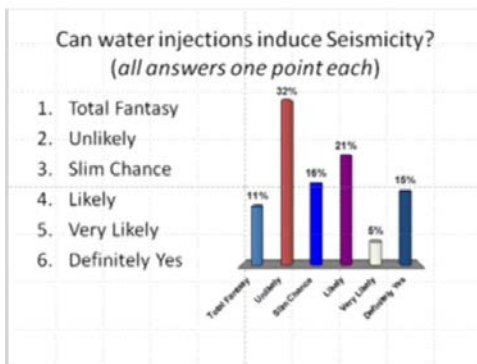 Can water injections induce Seismicity?
(all answers one point each)
1. Total Fantasy
2. Unlikely
3. Slim Chance
4. Likely
5. Very Likely
6. Definitely Yes
11%
32%
16%
21%
5%
15%
Total Fantasy
Unlikely
Slim Chance
Likely
Very Likely
Definitely Yes